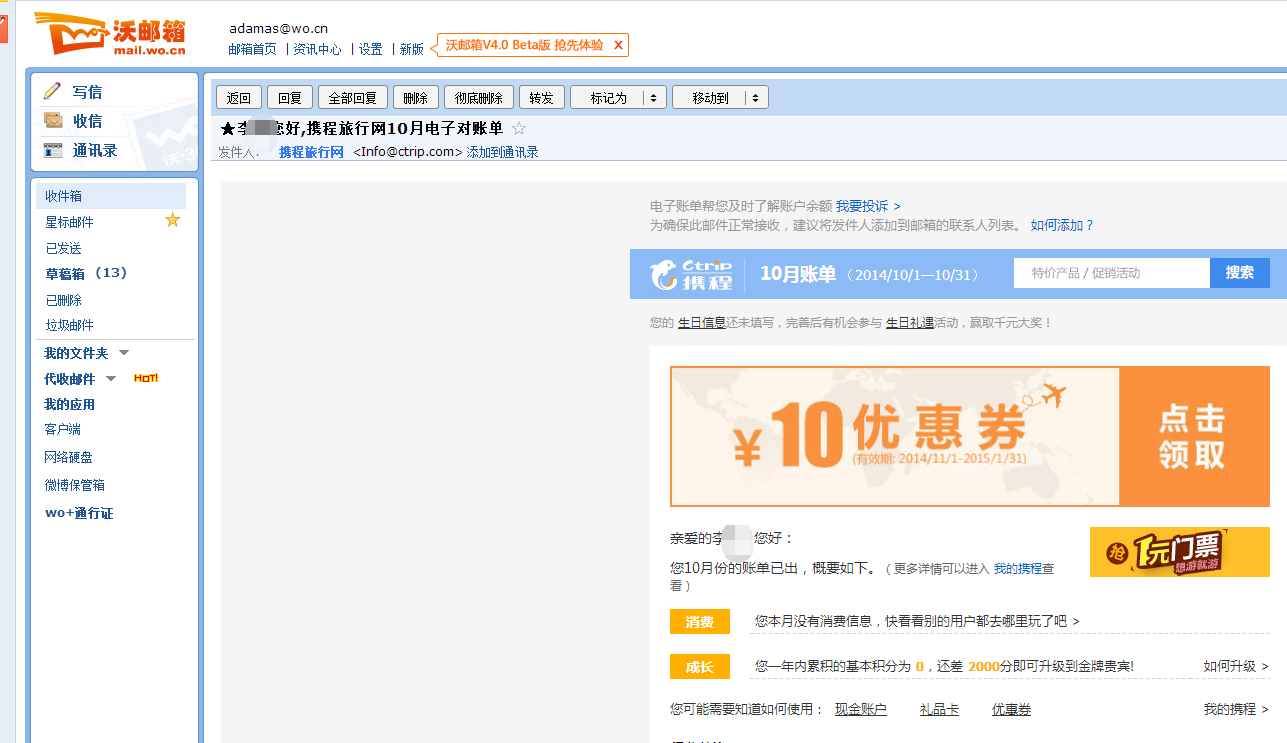 沃邮箱
mail.wo.cn
adamas@wo.cn
邮箱首页 | 资讯中心 | 设置 | 新版
沃邮箱V4.0 Beta版 抢先体验 X
写信
收信
通讯录
收件箱
星标邮件
已发送
草稿箱 (13)
已删除
垃圾邮件
我的文件夹
代收邮件 HOT!
我的应用
客户端
网络硬盘
微博保管箱
wo+通行证
返回 回复 全部回复 删除 彻底删除 转发 标记为 移动到
★李 您好,携程旅行网10月电子对账单 ☆
发件人: 携程旅行网 <Info@ctrip.com> 添加到通讯录
电子账单帮您及时了解账户余额 我要投诉 >
为确保此邮件正常接收，建议将发件人添加到邮箱的联系人列表。 如何添加？
Ctrip
携程
10月账单（2014/10/1—10/31）
特价产品 / 促销活动 搜索
您的 生日信息还未填写，完善后有机会参与 生日礼遇活动，赢取千元大奖！
¥10优惠券
(有效期: 2014/11/1-2015/1/31)
点击
领取
亲爱的李 您好：
抢 1元门票
想游就游
您10月份的账单已出，概要如下。（更多详情可以进入 我的携程查
看）
消费 您本月没有消费信息，快看看别的用户都去哪里玩了吧 >
成长 您一年内累积的基本积分为 0，还差 2000分即可升级到金牌贵宾! 如何升级 >
您可能需要知道如何使用： 现金账户 礼品卡 优惠券 我的携程 >